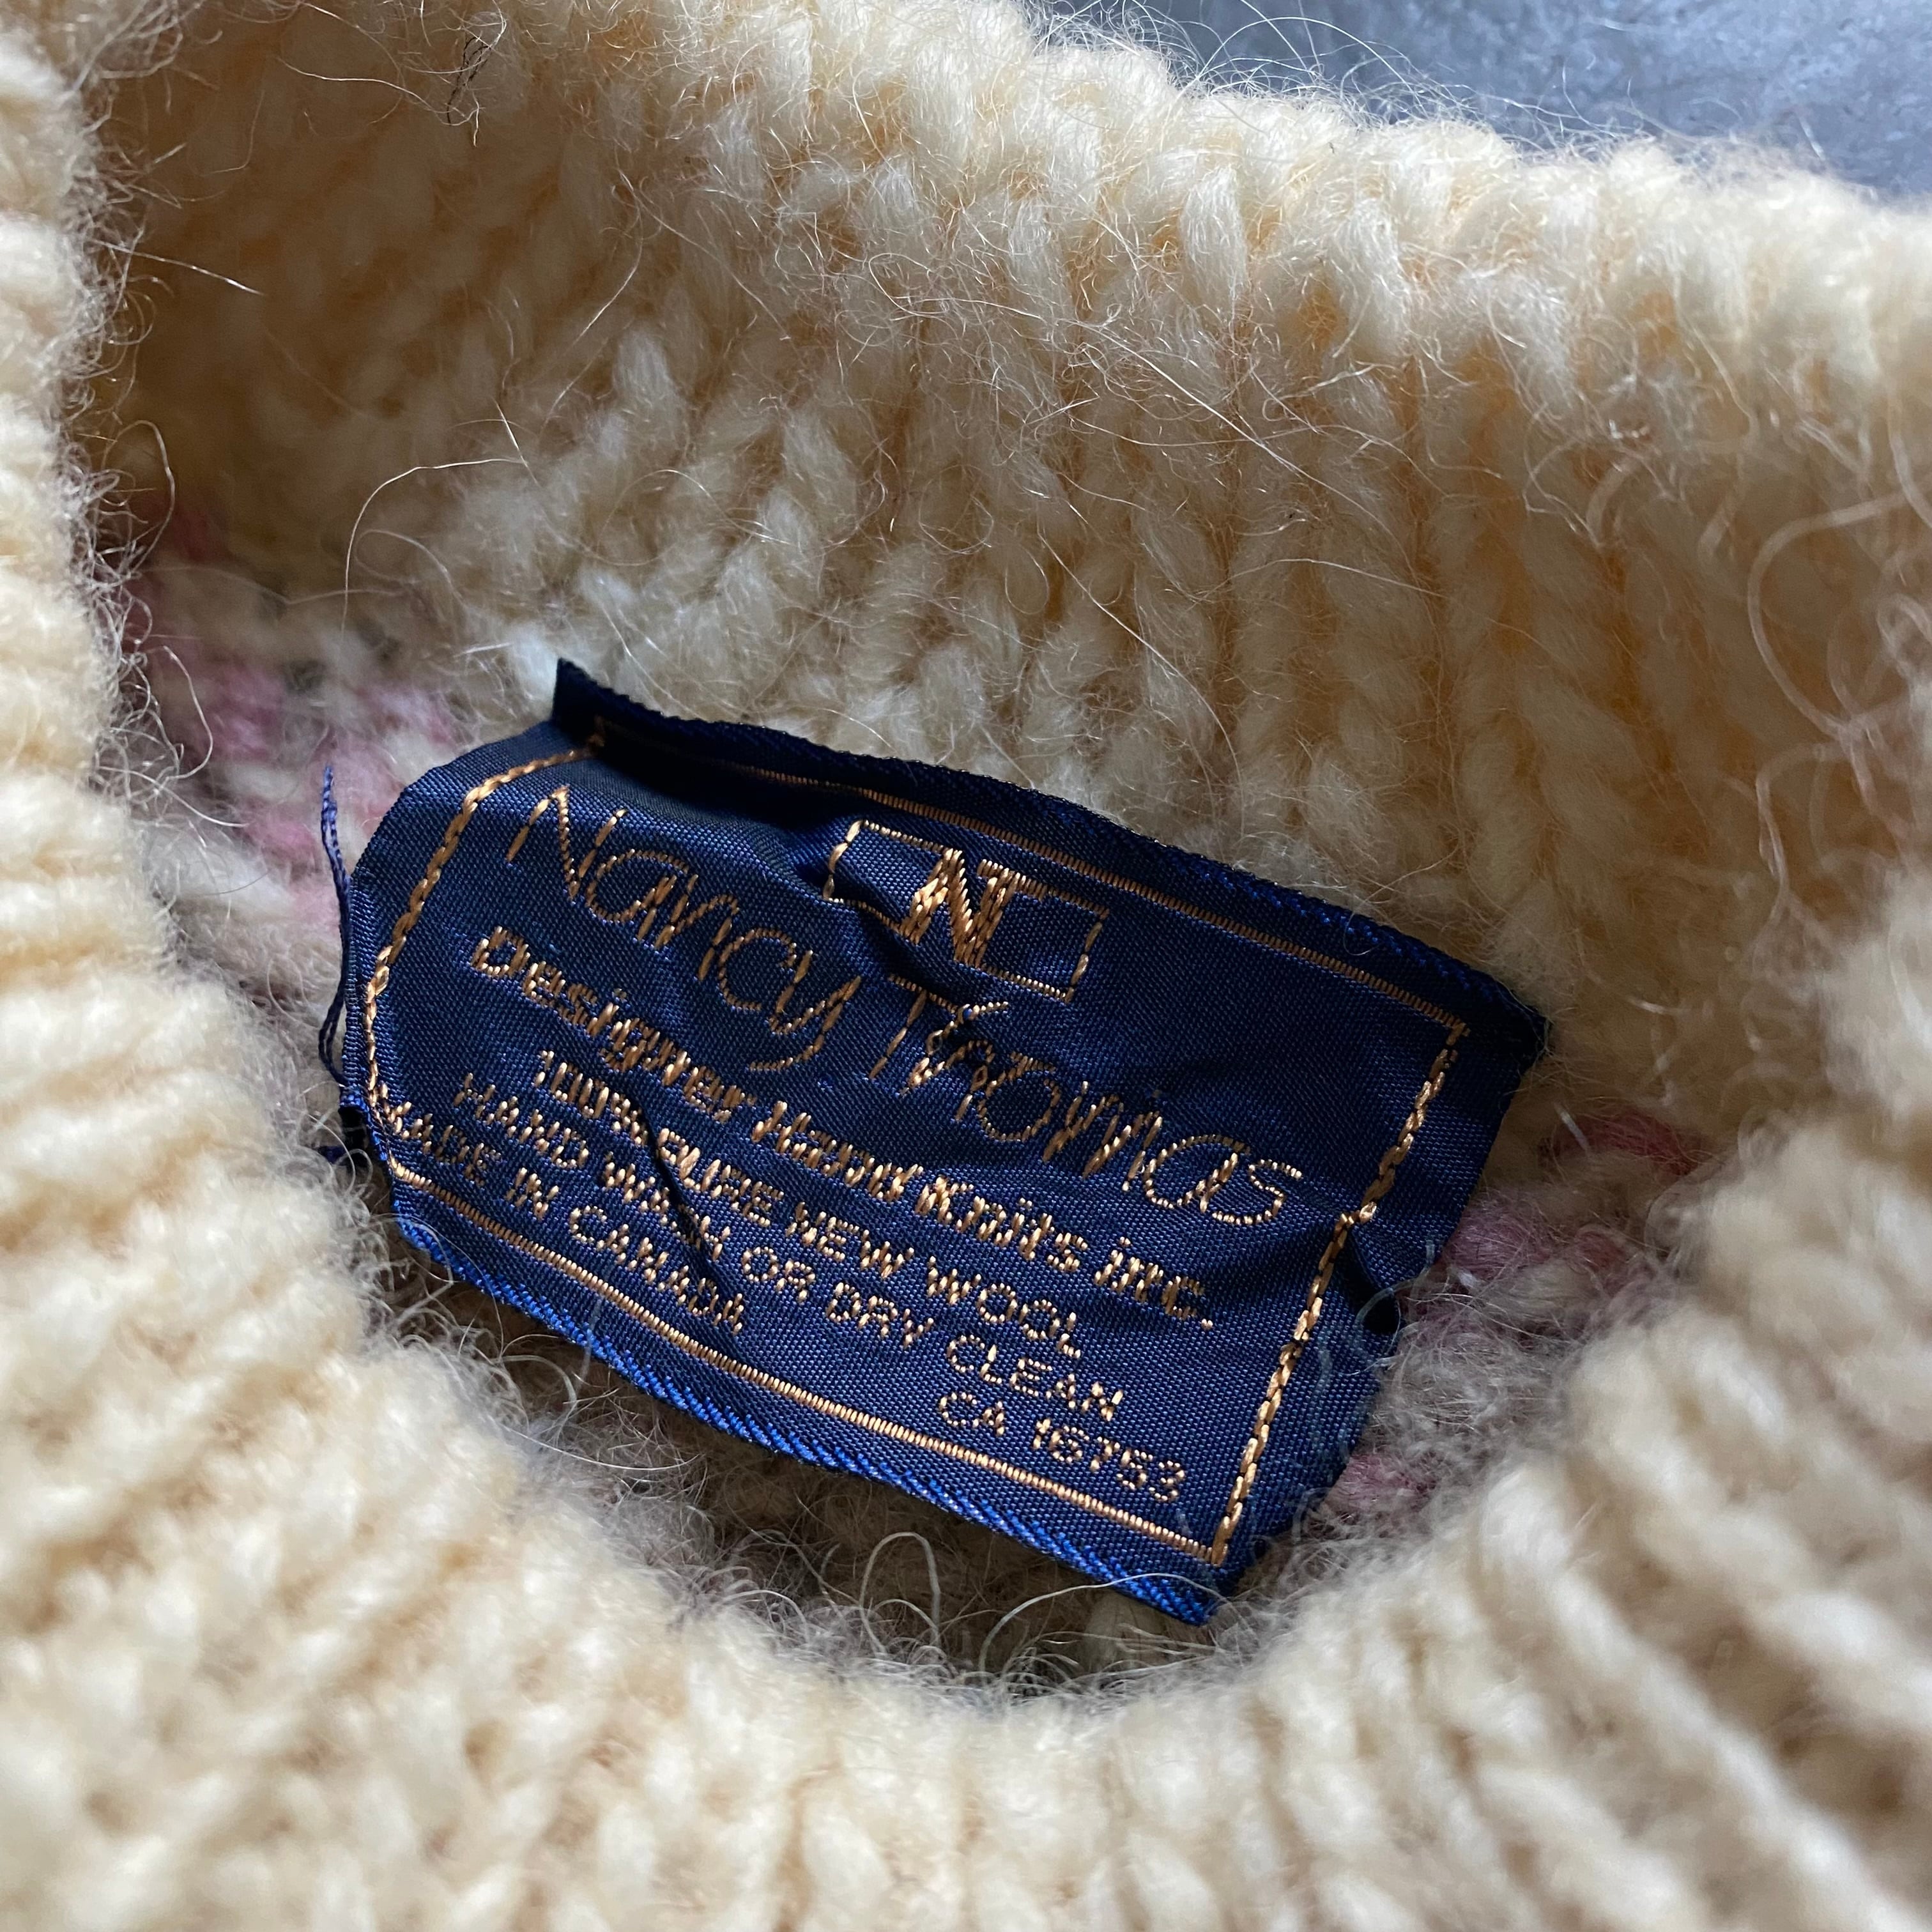 NT
Nancy Thomas
Designer Hand Knits inc.
100% PURE NEW WOOL
HAND WASH OR DRY CLEAN
MADE IN CANADA CA 16753